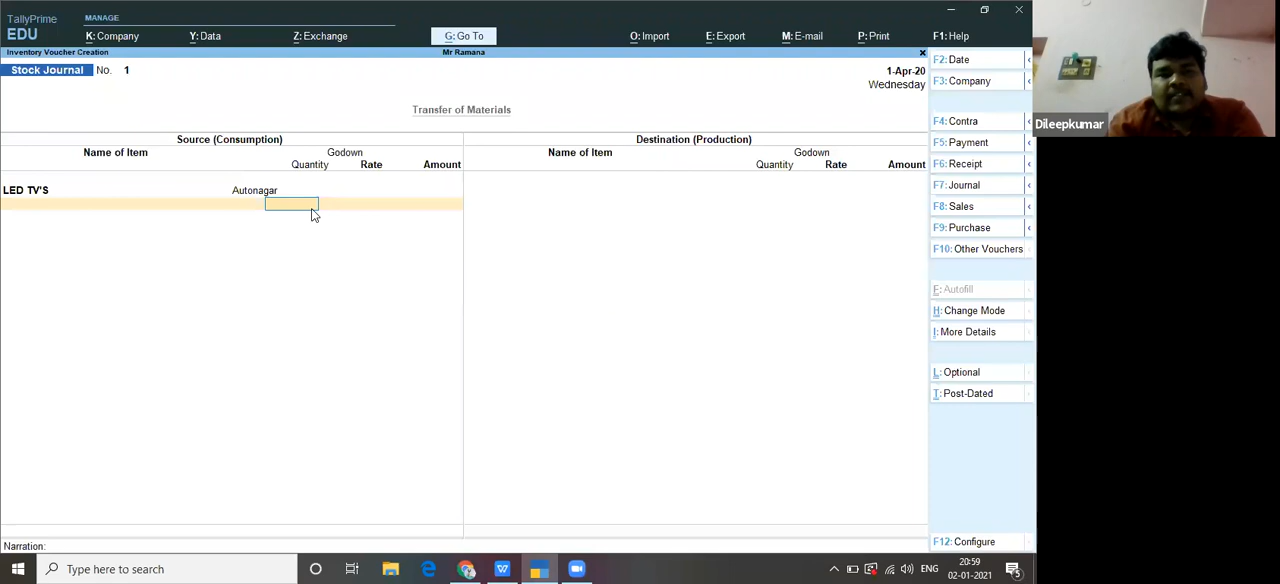 TallyPrime
EDU
MANAGE
K: Company
Y: Data
Z: Exchange
G: Go To
O: Import
E: Export
M: E-mail
P: Print
F1: Help
Inventory Voucher Creation
Mr Ramana
Stock Journal No. 1
1-Apr-20
Wednesday
Transfer of Materials
Source (Consumption)
Destination (Production)
Name of Item
Godown
Quantity Rate Amount
Name of Item
Godown
Quantity Rate Amount
LED TV'S
Autonagar
Narration:
F2: Date
F3: Company
F4: Contra
F5: Payment
F6: Receipt
F7: Journal
F8: Sales
F9: Purchase
F10: Other Vouchers
F: Autofill
H: Change Mode
I: More Details
L: Optional
T: Post-Dated
F12: Configure
Dileepkumar
Type here to search
W
ENG
20:59
02-01-2021
5